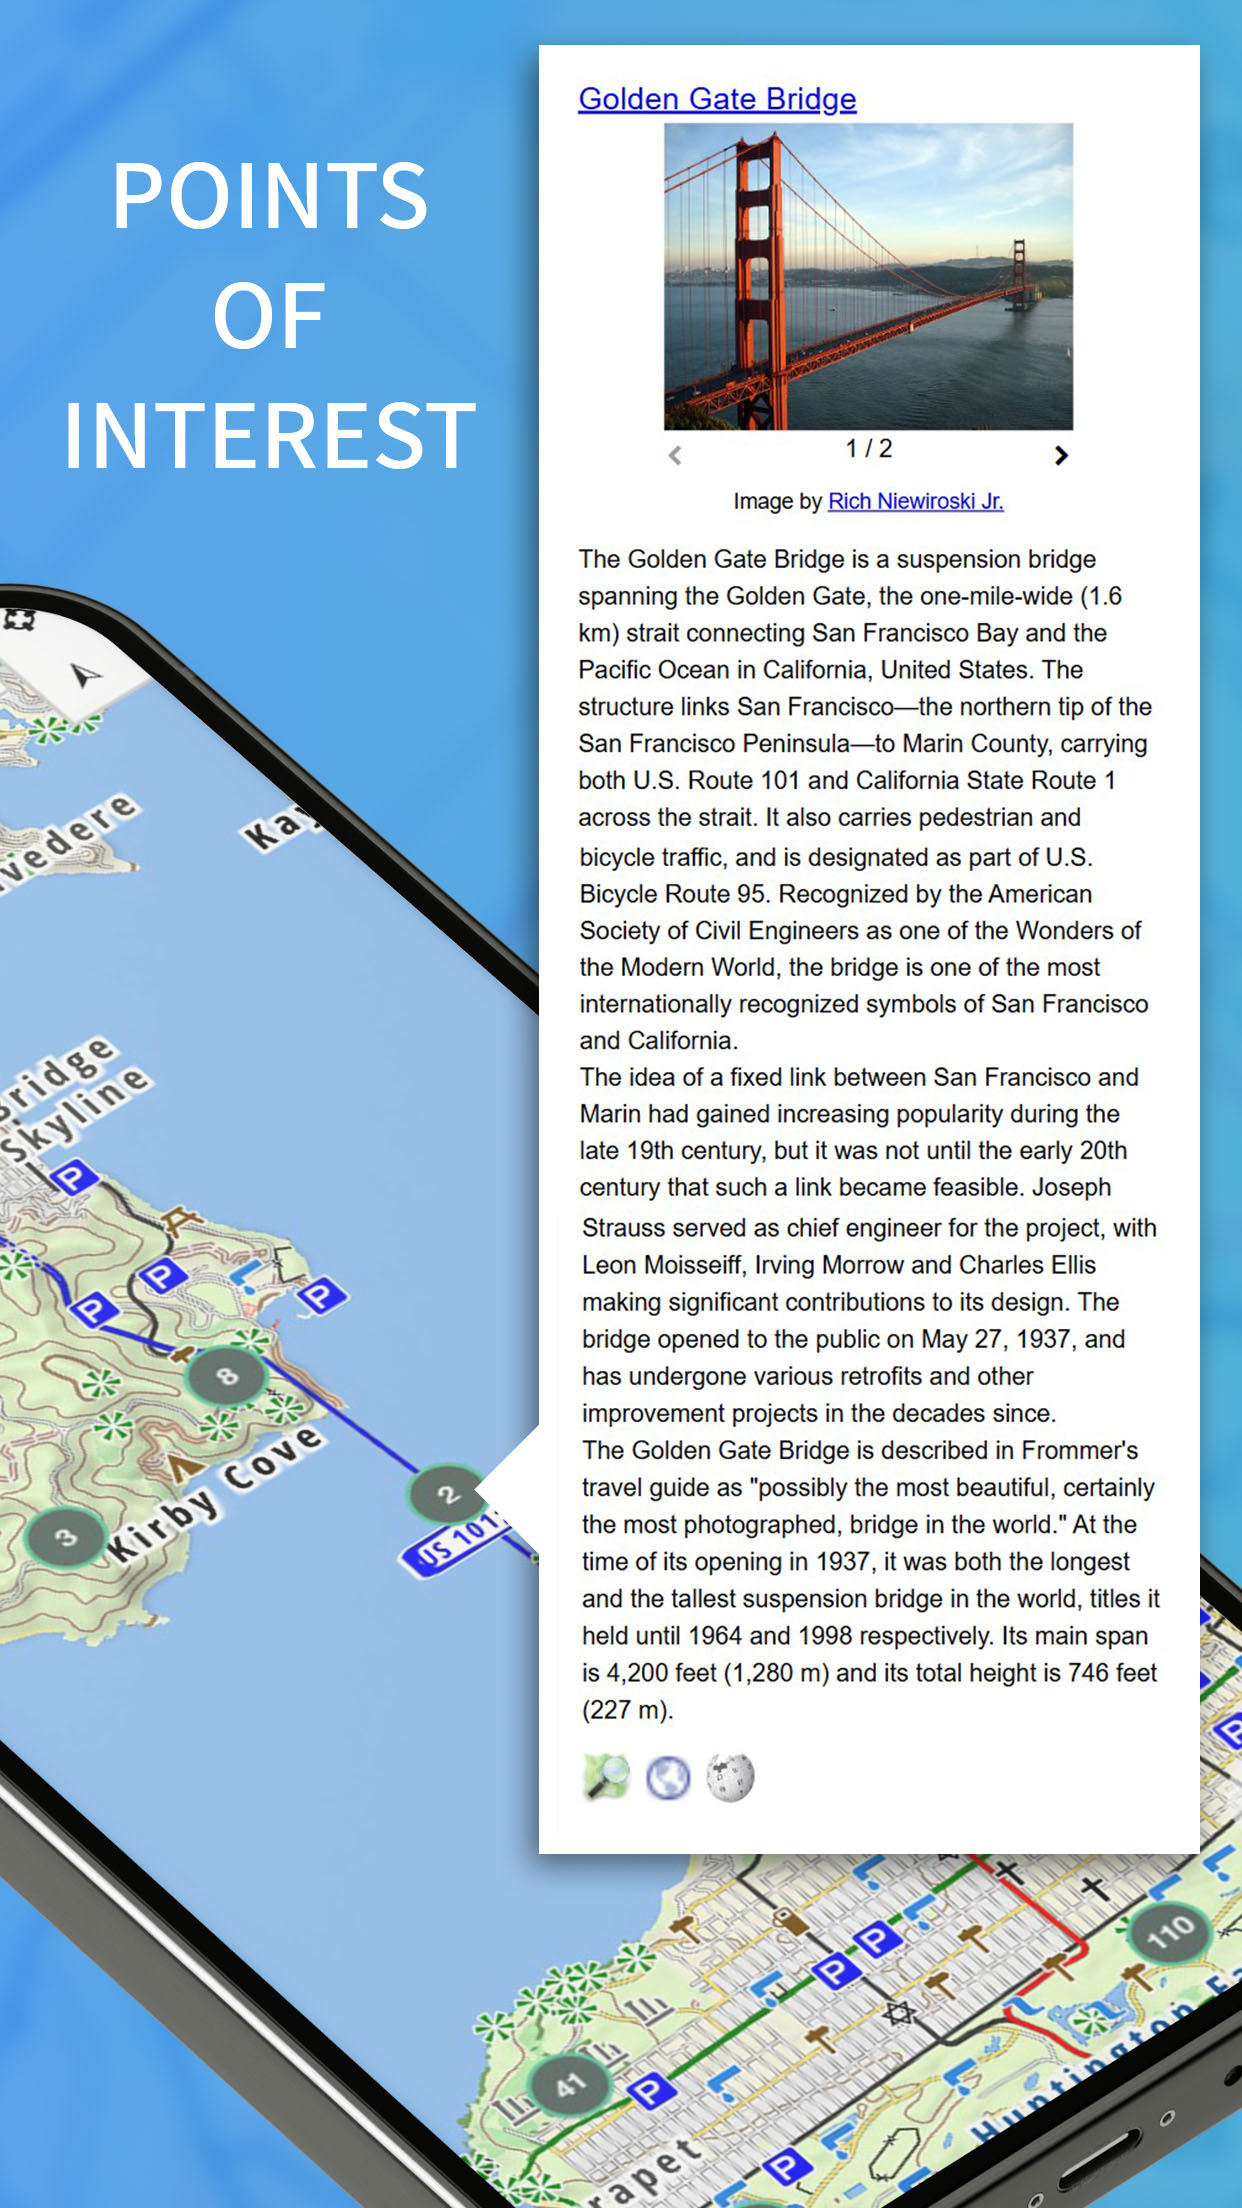 POINTS
OF
INTEREST
Golden Gate Bridge
1 / 2
Image by Rich Niewiroski Jr.
The Golden Gate Bridge is a suspension bridge
spanning the Golden Gate, the one-mile-wide (1.6
km) strait connecting San Francisco Bay and the
Pacific Ocean in California, United States. The
structure links San Francisco—the northern tip of the
San Francisco Peninsula—to Marin County, carrying
both U.S. Route 101 and California State Route 1
across the strait. It also carries pedestrian and
bicycle traffic, and is designated as part of U.S.
Bicycle Route 95. Recognized by the American
Society of Civil Engineers as one of the Wonders of
the Modern World, the bridge is one of the most
internationally recognized symbols of San Francisco
and California.
The idea of a fixed link between San Francisco and
Marin had gained increasing popularity during the
late 19th century, but it was not until the early 20th
century that such a link became feasible. Joseph
Strauss served as chief engineer for the project, with
Leon Moisseiff, Irving Morrow and Charles Ellis
making significant contributions to its design. The
bridge opened to the public on May 27, 1937, and
has undergone various retrofits and other
improvement projects in the decades since.
The Golden Gate Bridge is described in Frommer's
travel guide as "possibly the most beautiful, certainly
the most photographed, bridge in the world." At the
time of its opening in 1937, it was both the longest
and the tallest suspension bridge in the world, titles it
held until 1964 and 1998 respectively. Its main span
is 4,200 feet (1,280 m) and its total height is 746 feet
(227 m).
vedere
Kay
Bridge
Skyline
P
P
P
P
8
Kirby Cove
3
2
US 101
P
P
P
110
41
P
P
Huntington
rapet